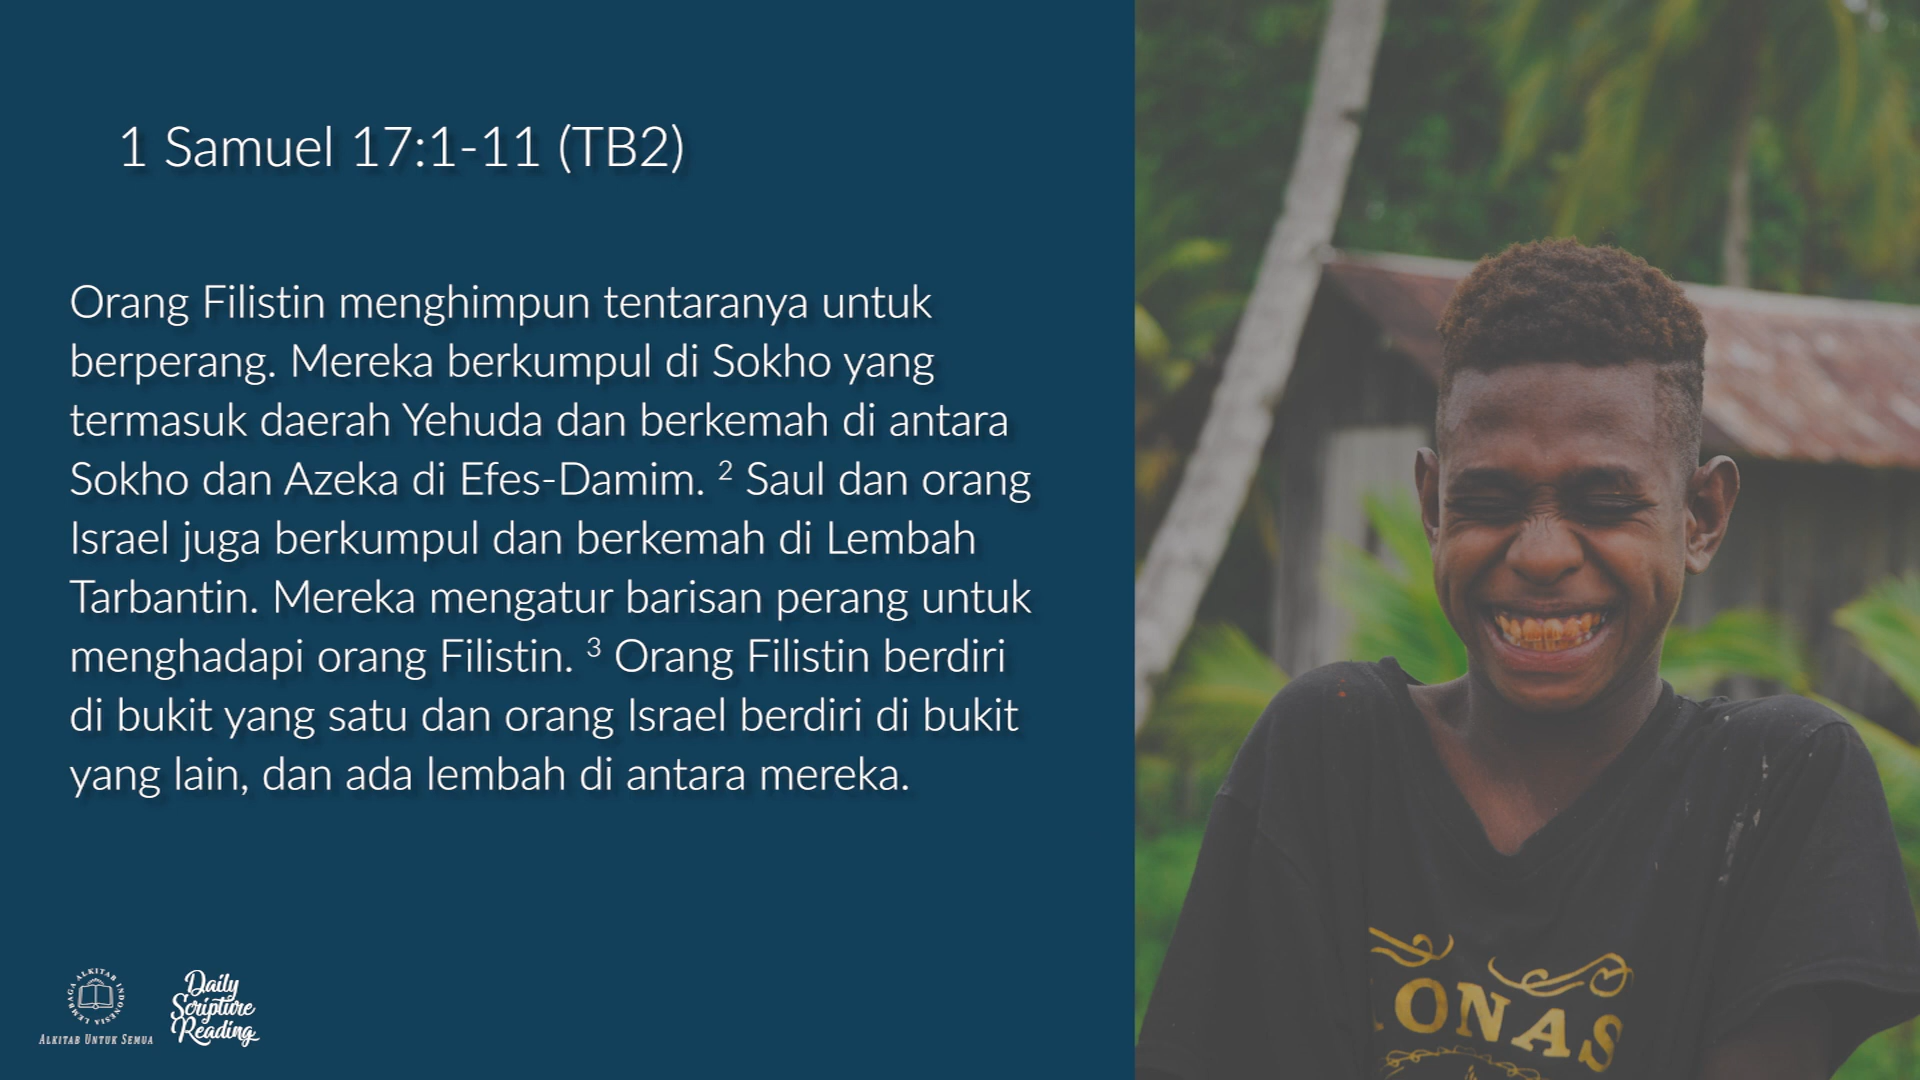 1 Samuel 17:1-11 (TB2)
Orang Filistin menghimpun tentaranya untuk
berperang. Mereka berkumpul di Sokho yang
termasuk daerah Yehuda dan berkemah di antara
Sokho dan Azeka di Efes-Damim. ² Saul dan orang
Israel juga berkumpul dan berkemah di Lembah
Tarbantin. Mereka mengatur barisan perang untuk
menghadapi orang Filistin. ³ Orang Filistin berdiri
di bukit yang satu dan orang Israel berdiri di bukit
yang lain, dan ada lembah di antara mereka.
LEMBAGA ALKITAB INDONESIA
ALKITAB UNTUK SEMUA
Daily
Scripture
Reading
ONAS